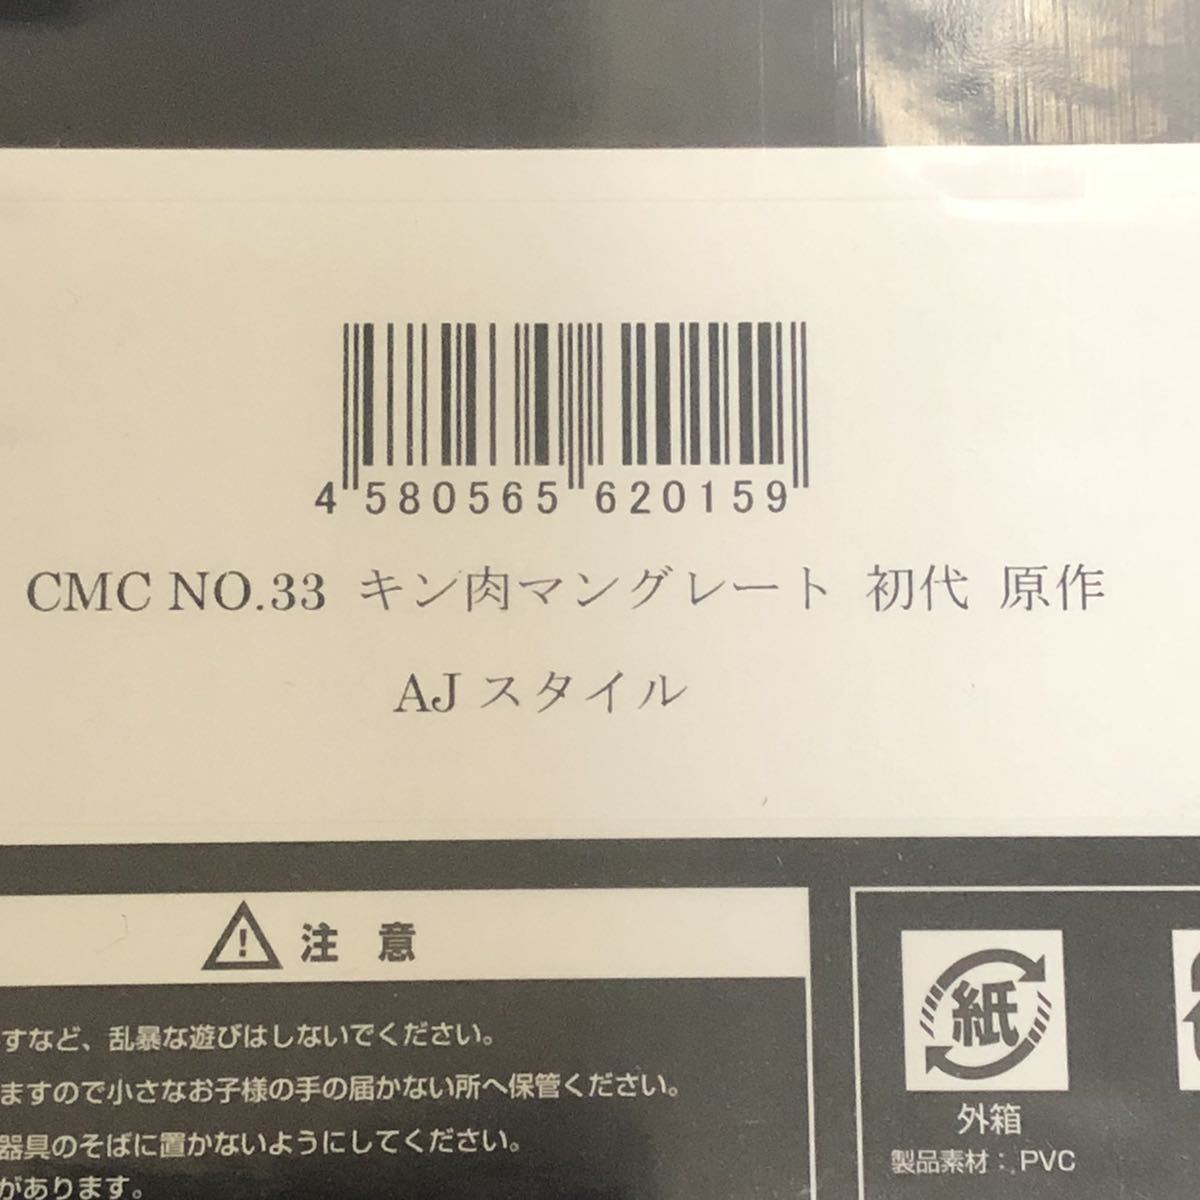 4 580565 620159
CMC NO.33 キン肉マングレート 初代 原作
AJ スタイル
注 意
すなど、乱暴な遊びはしないでください。
ますので小さなお子様の手の届かない所へ保管ください。
器具のそばに置かないようにしてください。
があります。
紙
外箱
製品素材：PVC